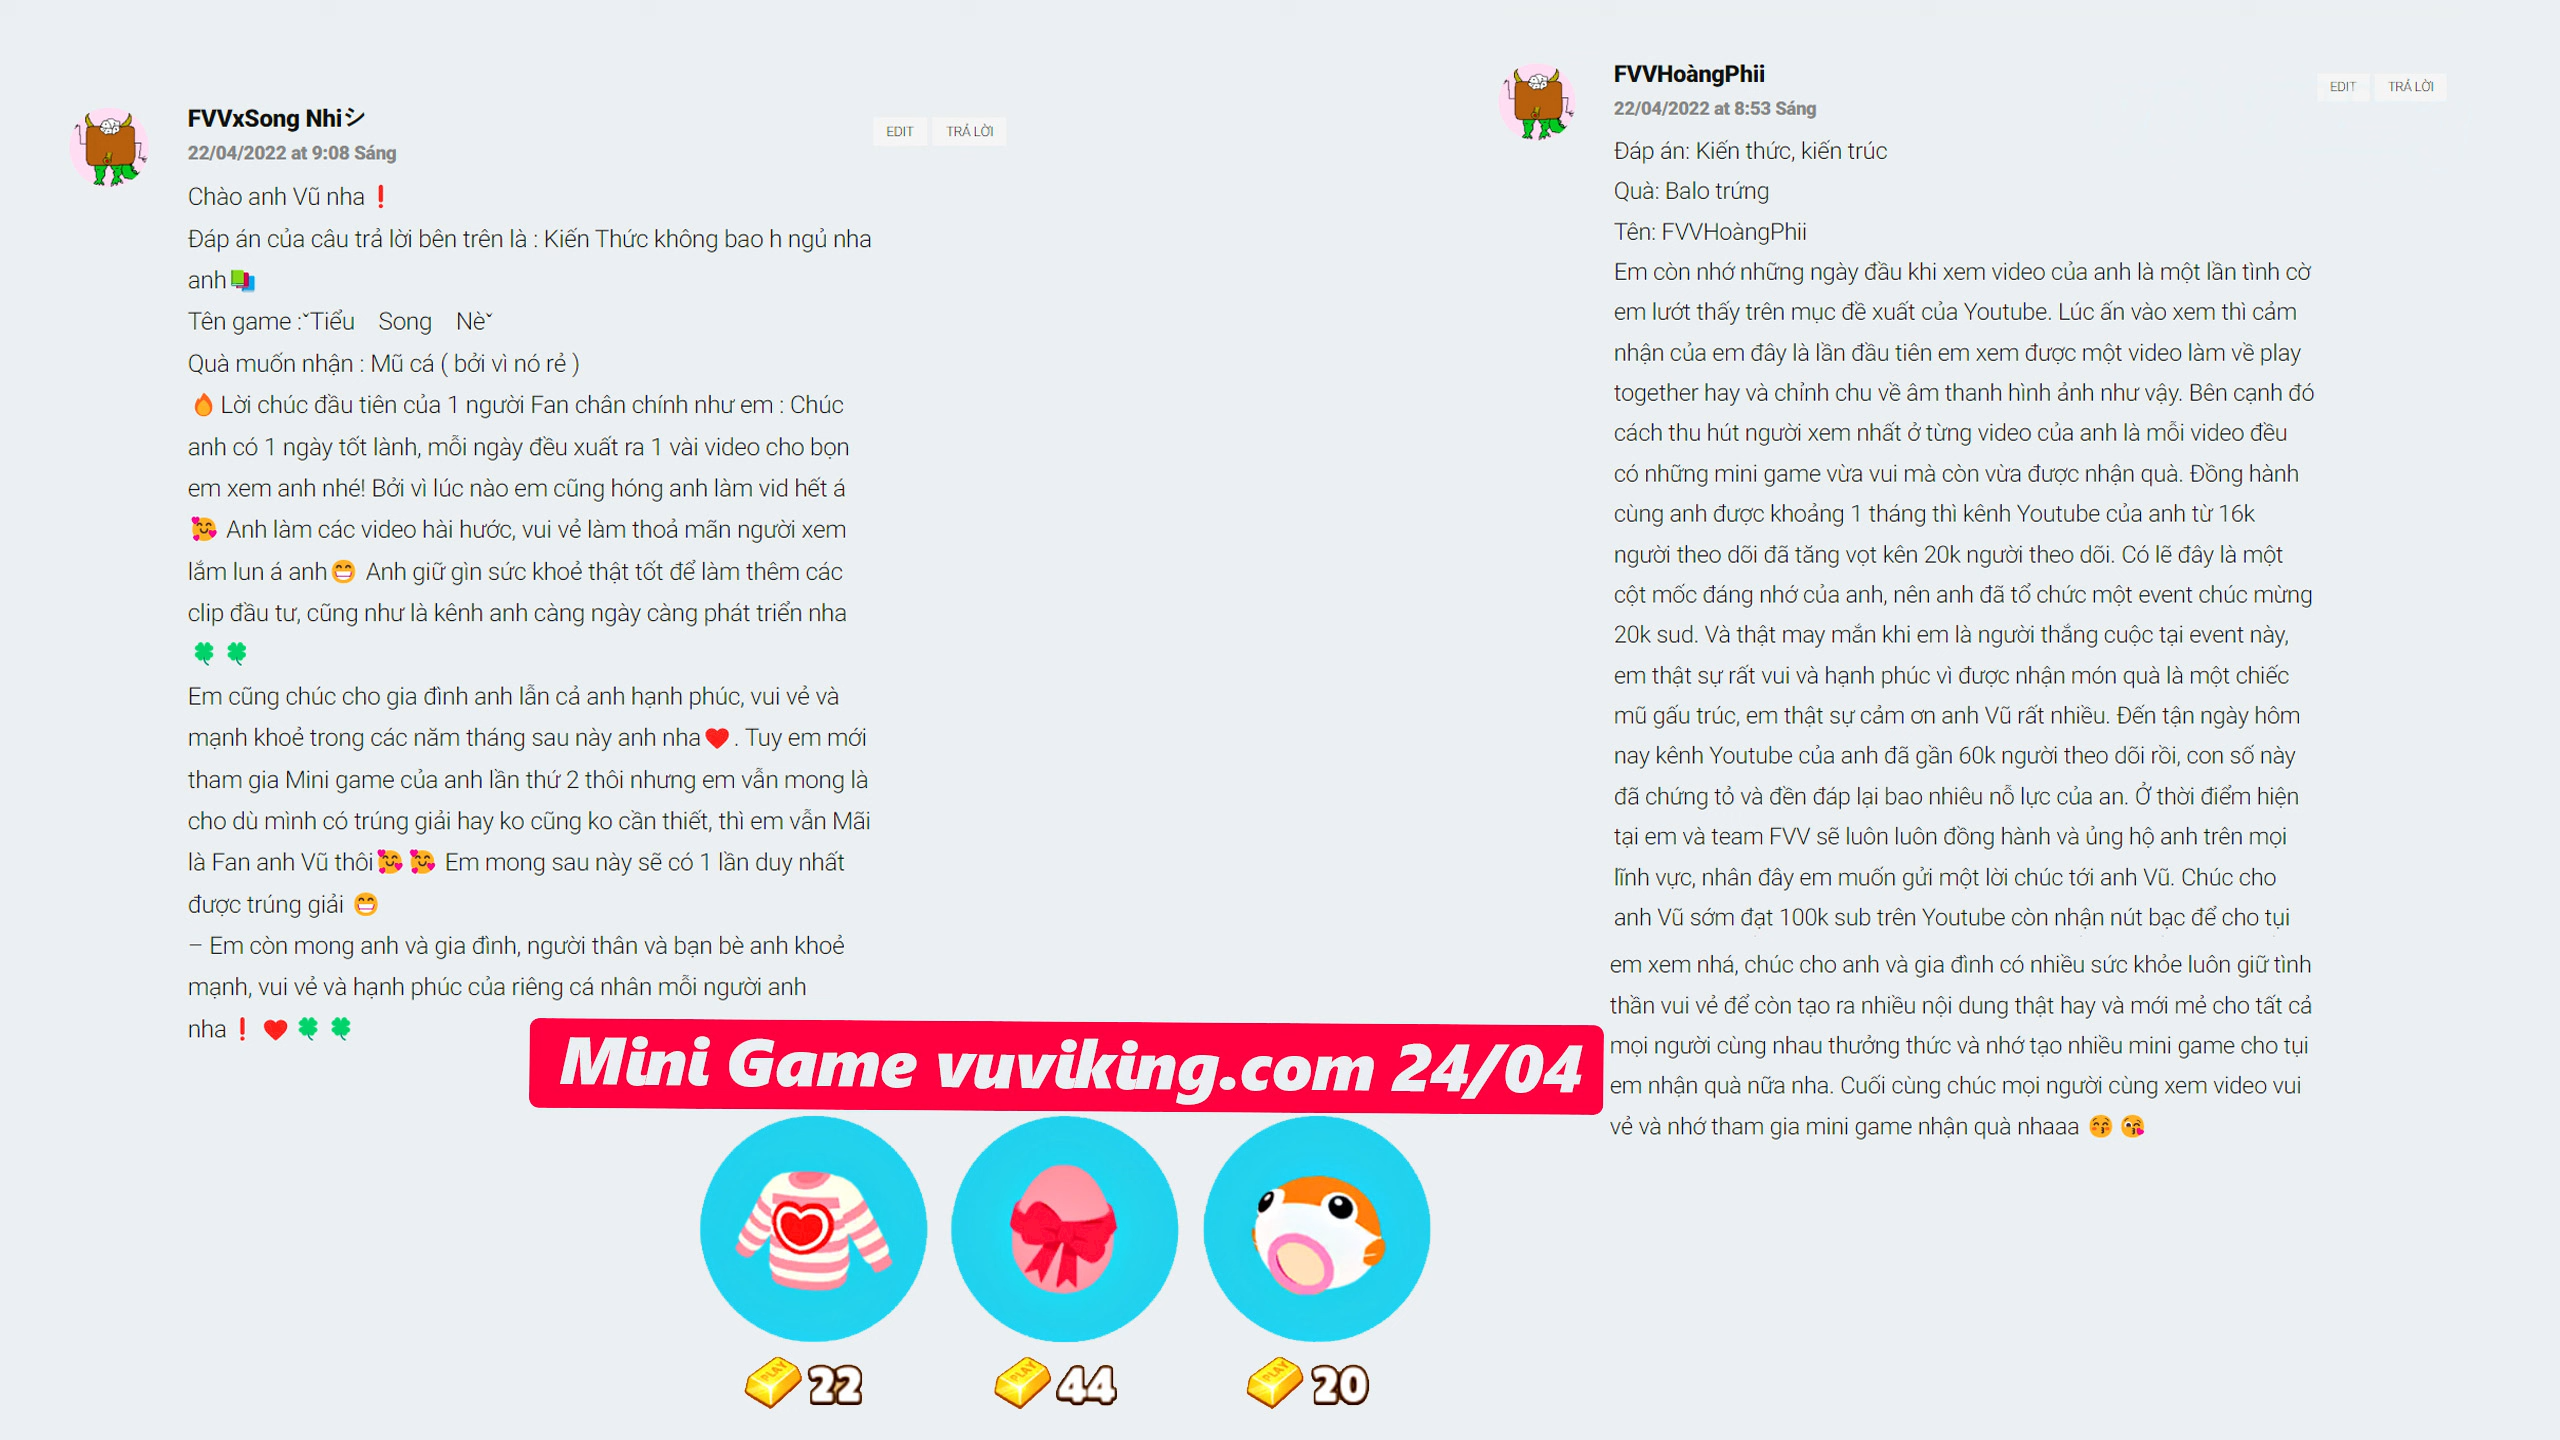 FVVxSong Nhiシ
22/04/2022 at 9:08 Sáng
EDIT
TRẢ LỜI
Chào anh Vũ nha❗
Đáp án của câu trả lời bên trên là : Kiến Thức không bao h ngủ nha
anh📚
Tên game :ˇTiểu Song Nèˇ
Quà muốn nhận : Mũ cá ( bởi vì nó rẻ )
🔥Lời chúc đầu tiên của 1 người Fan chân chính như em : Chúc
anh có 1 ngày tốt lành, mỗi ngày đều xuất ra 1 vài video cho bọn
em xem anh nhé! Bởi vì lúc nào em cũng hóng anh làm vid hết á
🥰 Anh làm các video hài hước, vui vẻ làm thoả mãn người xem
lắm lun á anh😁 Anh giữ gìn sức khoẻ thật tốt để làm thêm các
clip đầu tư, cũng như là kênh anh càng ngày càng phát triển nha
🍀🍀
Em cũng chúc cho gia đình anh lẫn cả anh hạnh phúc, vui vẻ và
mạnh khoẻ trong các năm tháng sau này anh nha❤. Tuy em mới
tham gia Mini game của anh lần thứ 2 thôi nhưng em vẫn mong là
cho dù mình có trúng giải hay ko cũng ko cần thiết, thì em vẫn Mãi
là Fan anh Vũ thôi🥰🥰 Em mong sau này sẽ có 1 lần duy nhất
được trúng giải 😁
– Em còn mong anh và gia đình, người thân và bạn bè anh khoẻ
mạnh, vui vẻ và hạnh phúc của riêng cá nhân mỗi người anh
nha❗❤🍀🍀
FVVHoàngPhii
22/04/2022 at 8:53 Sáng
EDIT
TRẢ LỜI
Đáp án: Kiến thức, kiến trúc
Quà: Balo trứng
Tên: FVVHoàngPhii
Em còn nhớ những ngày đầu khi xem video của anh là một lần tình cờ
em lướt thấy trên mục đề xuất của Youtube. Lúc ấn vào xem thì cảm
nhận của em đây là lần đầu tiên em xem được một video làm về play
together hay và chỉnh chu về âm thanh hình ảnh như vậy. Bên cạnh đó
cách thu hút người xem nhất ở từng video của anh là mỗi video đều
có những mini game vừa vui mà còn vừa được nhận quà. Đồng hành
cùng anh được khoảng 1 tháng thì kênh Youtube của anh từ 16k
người theo dõi đã tăng vọt kên 20k người theo dõi. Có lẽ đây là một
cột mốc đáng nhớ của anh, nên anh đã tổ chức một event chúc mừng
20k sud. Và thật may mắn khi em là người thắng cuộc tại event này,
em thật sự rất vui và hạnh phúc vì được nhận món quà là một chiếc
mũ gấu trúc, em thật sự cảm ơn anh Vũ rất nhiều. Đến tận ngày hôm
nay kênh Youtube của anh đã gần 60k người theo dõi rồi, con số này
đã chứng tỏ và đền đáp lại bao nhiêu nỗ lực của an. Ở thời điểm hiện
tại em và team FVV sẽ luôn luôn đồng hành và ủng hộ anh trên mọi
lĩnh vực, nhân đây em muốn gửi một lời chúc tới anh Vũ. Chúc cho
anh Vũ sớm đạt 100k sub trên Youtube còn nhận nút bạc để cho tụi
em xem nhá, chúc cho anh và gia đình có nhiều sức khỏe luôn giữ tình
thần vui vẻ để còn tạo ra nhiều nội dung thật hay và mới mẻ cho tất cả
mọi người cùng nhau thưởng thức và nhớ tạo nhiều mini game cho tụi
em nhận quà nữa nha. Cuối cùng chúc mọi người cùng xem video vui
vẻ và nhớ tham gia mini game nhận quà nhaaa 😚😘
Mini Game vuviking.com 24/04
PLAY 22
PLAY 44
PLAY 20